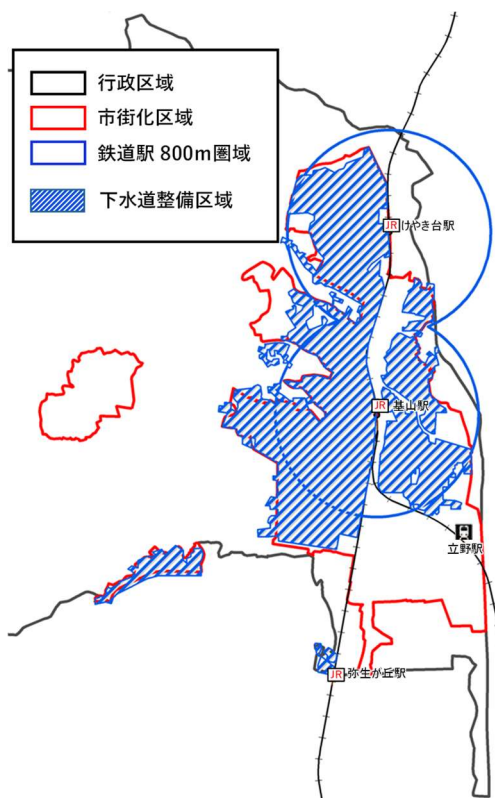 行政区域
市街化区域
鉄道駅 800m圏域
下水道整備区域
JR けやき台駅
JR 基山駅
立野駅
JR 弥生が丘駅